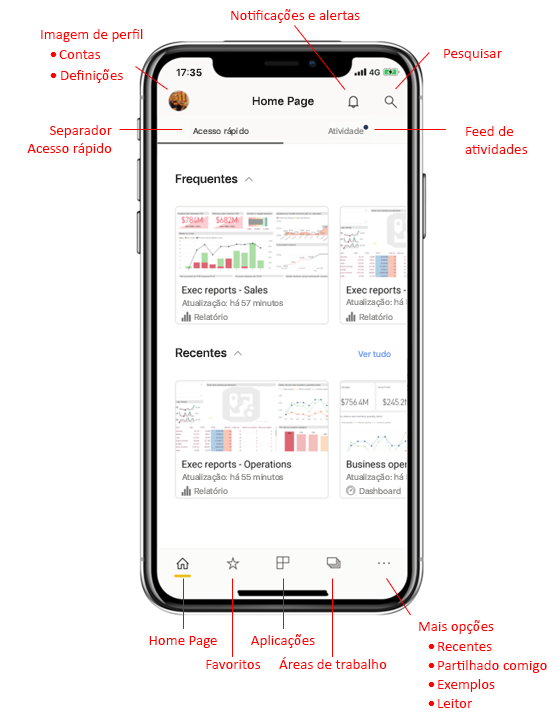 Notificações e alertas
Imagem de perfil
• Contas
• Definições
Pesquisar
17:35
4G
Home Page
Separador
Acesso rápido
Acesso rápido
Atividade
Feed de
atividades
Frequentes
$784M
$682M
Exec reports - Sales
Atualização: há 57 minutos
Relatório
Exec reports
Atualização: há 5
Relatório
Recentes
Ver tudo
$756.4M
$245.2
Exec reports - Operations
Atualização: há 55 minutos
Relatório
Business oper
Atualização: há 5
Dashboard
Home Page
Favoritos
Aplicações
Áreas de trabalho
Mais opções
• Recentes
• Partilhado comigo
• Exemplos
• Leitor